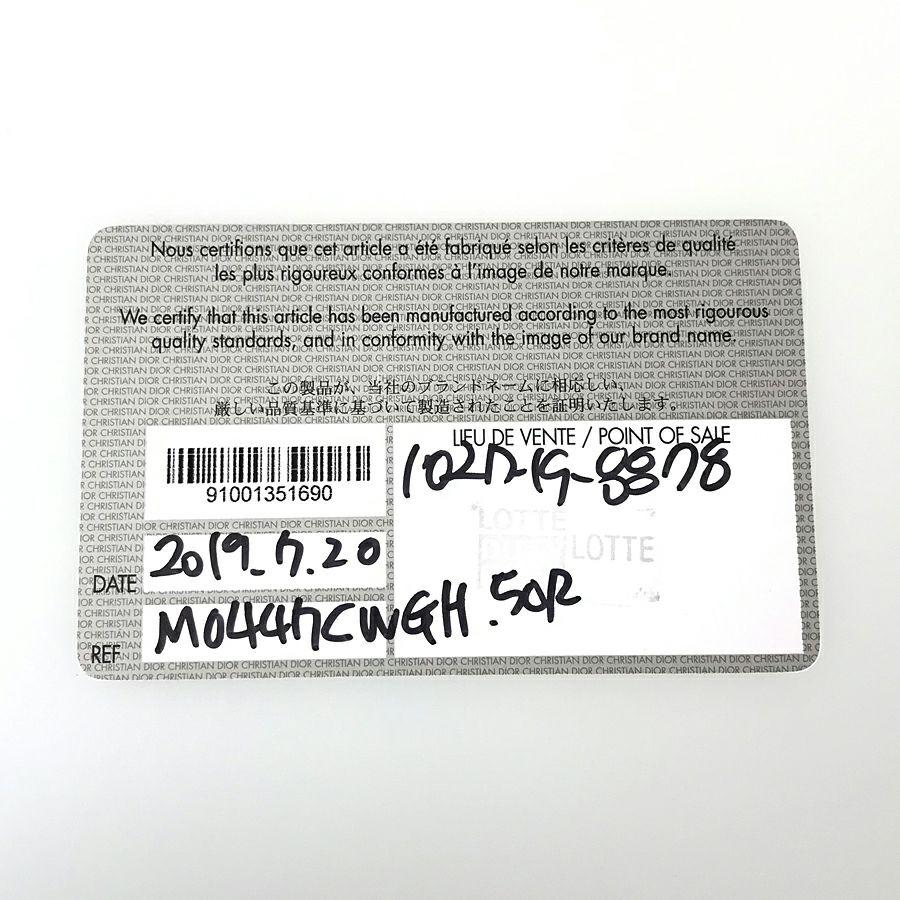 Nous certifions que cet article a été fabriqué selon les critères de qualité
les plus rigoureux conformes à l'image de notre marque.
We certify that this article has been manufactured according to the most rigourous
quality standards, and in conformity with the image of our brand name.
この製品が、当社のブランドネームに相応しい、
厳しい品質基準に基づいて製造されたことを証明いたします。
91001351690
LIEU DE VENTE / POINT OF SALE
LOTTE
LOTTE
DATE 2019.7.20
REF M0447CWGH.50R